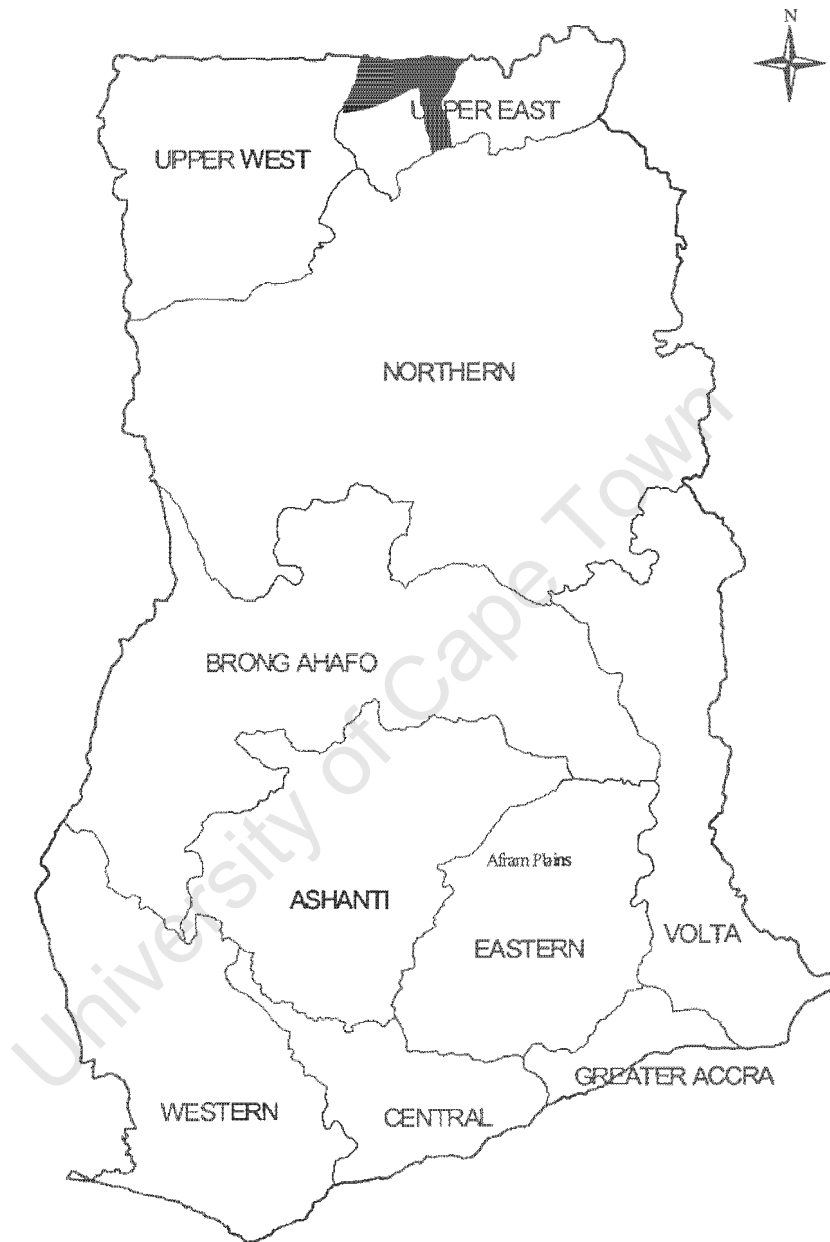 N
UPPER EAST
UPPER WEST
NORTHERN
BRONG AHAFO
Afram Plains
ASHANTI
EASTERN
VOLTA
GREATER ACCRA
WESTERN
CENTRAL
University of Cape Town